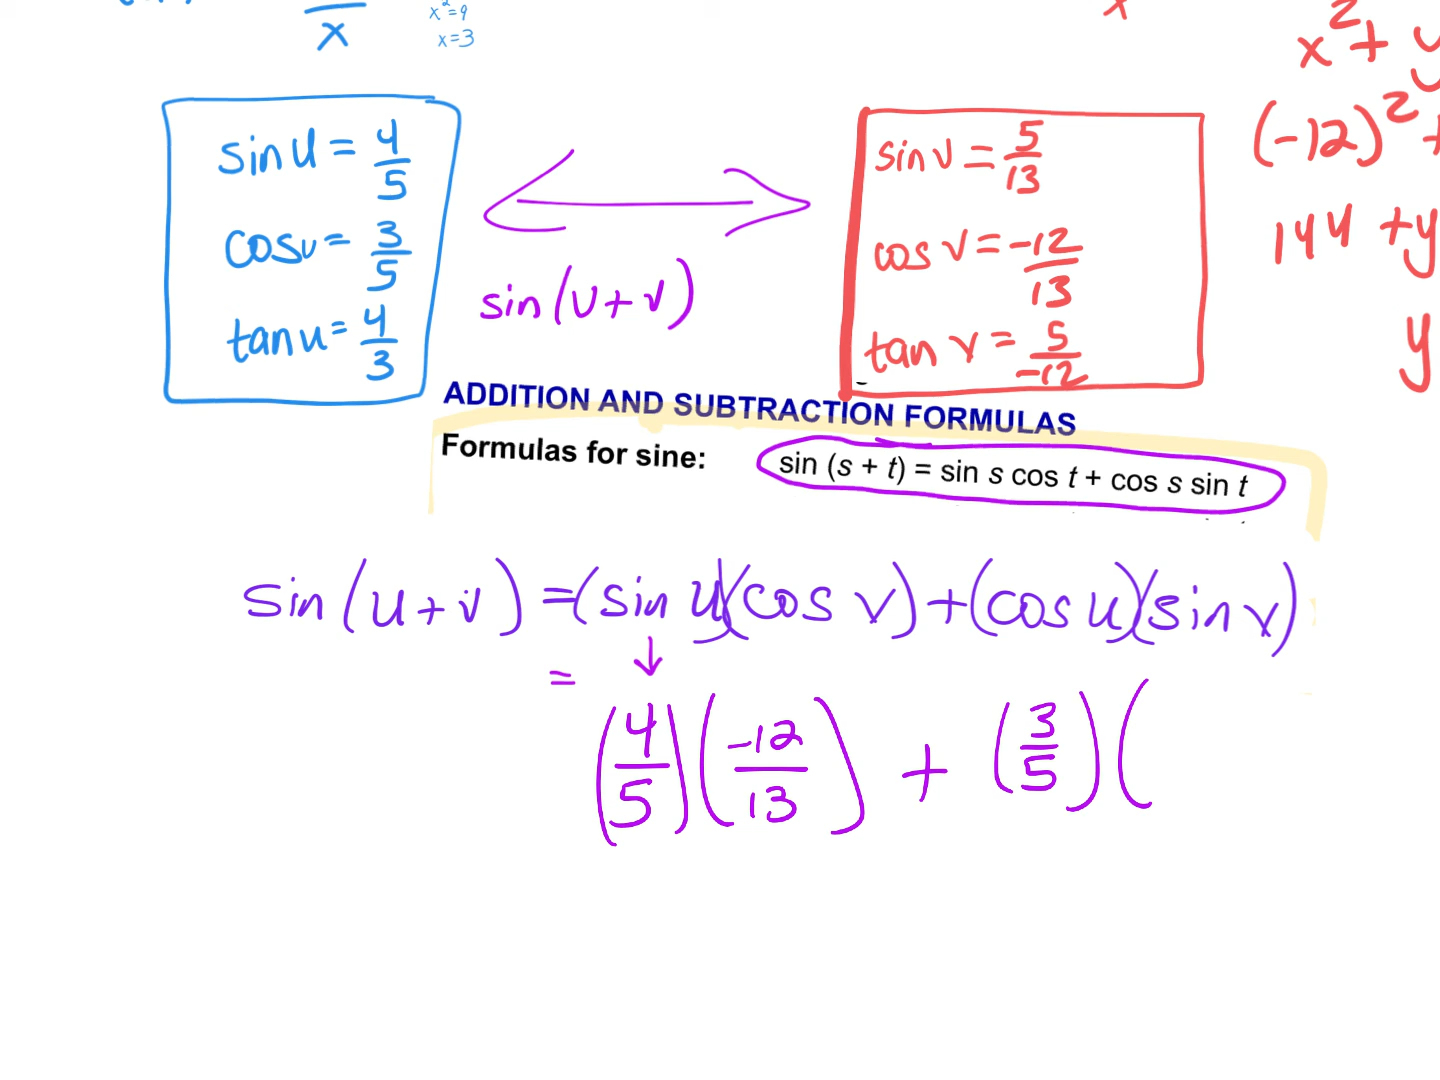 x
x²=9
x=3
x
x² + y
(-12)² +
144 + y
y
sin u = 4/5
cos u = 3/5
tan u = 4/3
sin(u + v)
sin v = 5/13
cos v = -12/13
tan v = 5/-12
ADDITION AND SUBTRACTION FORMULAS
Formulas for sine: sin (s + t) = sin s cos t + cos s sin t
sin(u + v) = (sin u)(cos v) + (cos u)(sin v)
= (4/5)(-12/13) + (3/5)(